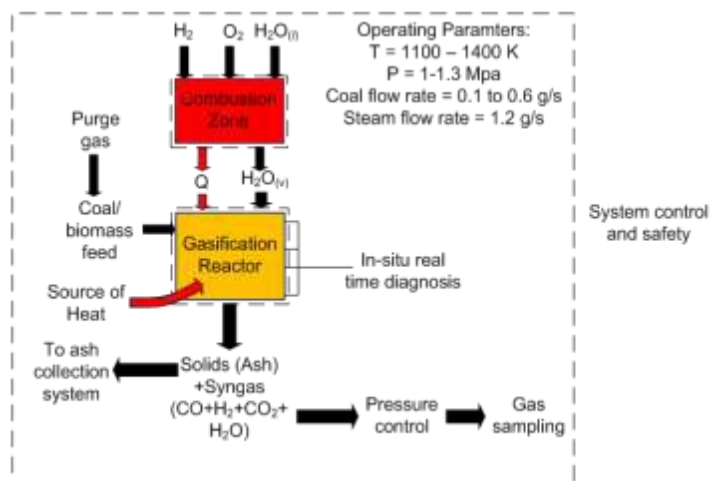 H₂ O₂ H₂O₍ₗ₎
Operating Paramters:
T = 1100 – 1400 K
P = 1-1.3 Mpa
Coal flow rate = 0.1 to 0.6 g/s
Steam flow rate = 1.2 g/s
Combustion
Zone
Purge
gas
Q H₂O₍ᵥ₎
Coal/
biomass
feed
Gasification
Reactor
System control
and safety
In-situ real
time diagnosis
Source of
Heat
To ash
collection
system
Solids (Ash)
+Syngas
(CO+H₂+CO₂+
H₂O)
Pressure
control
Gas
sampling